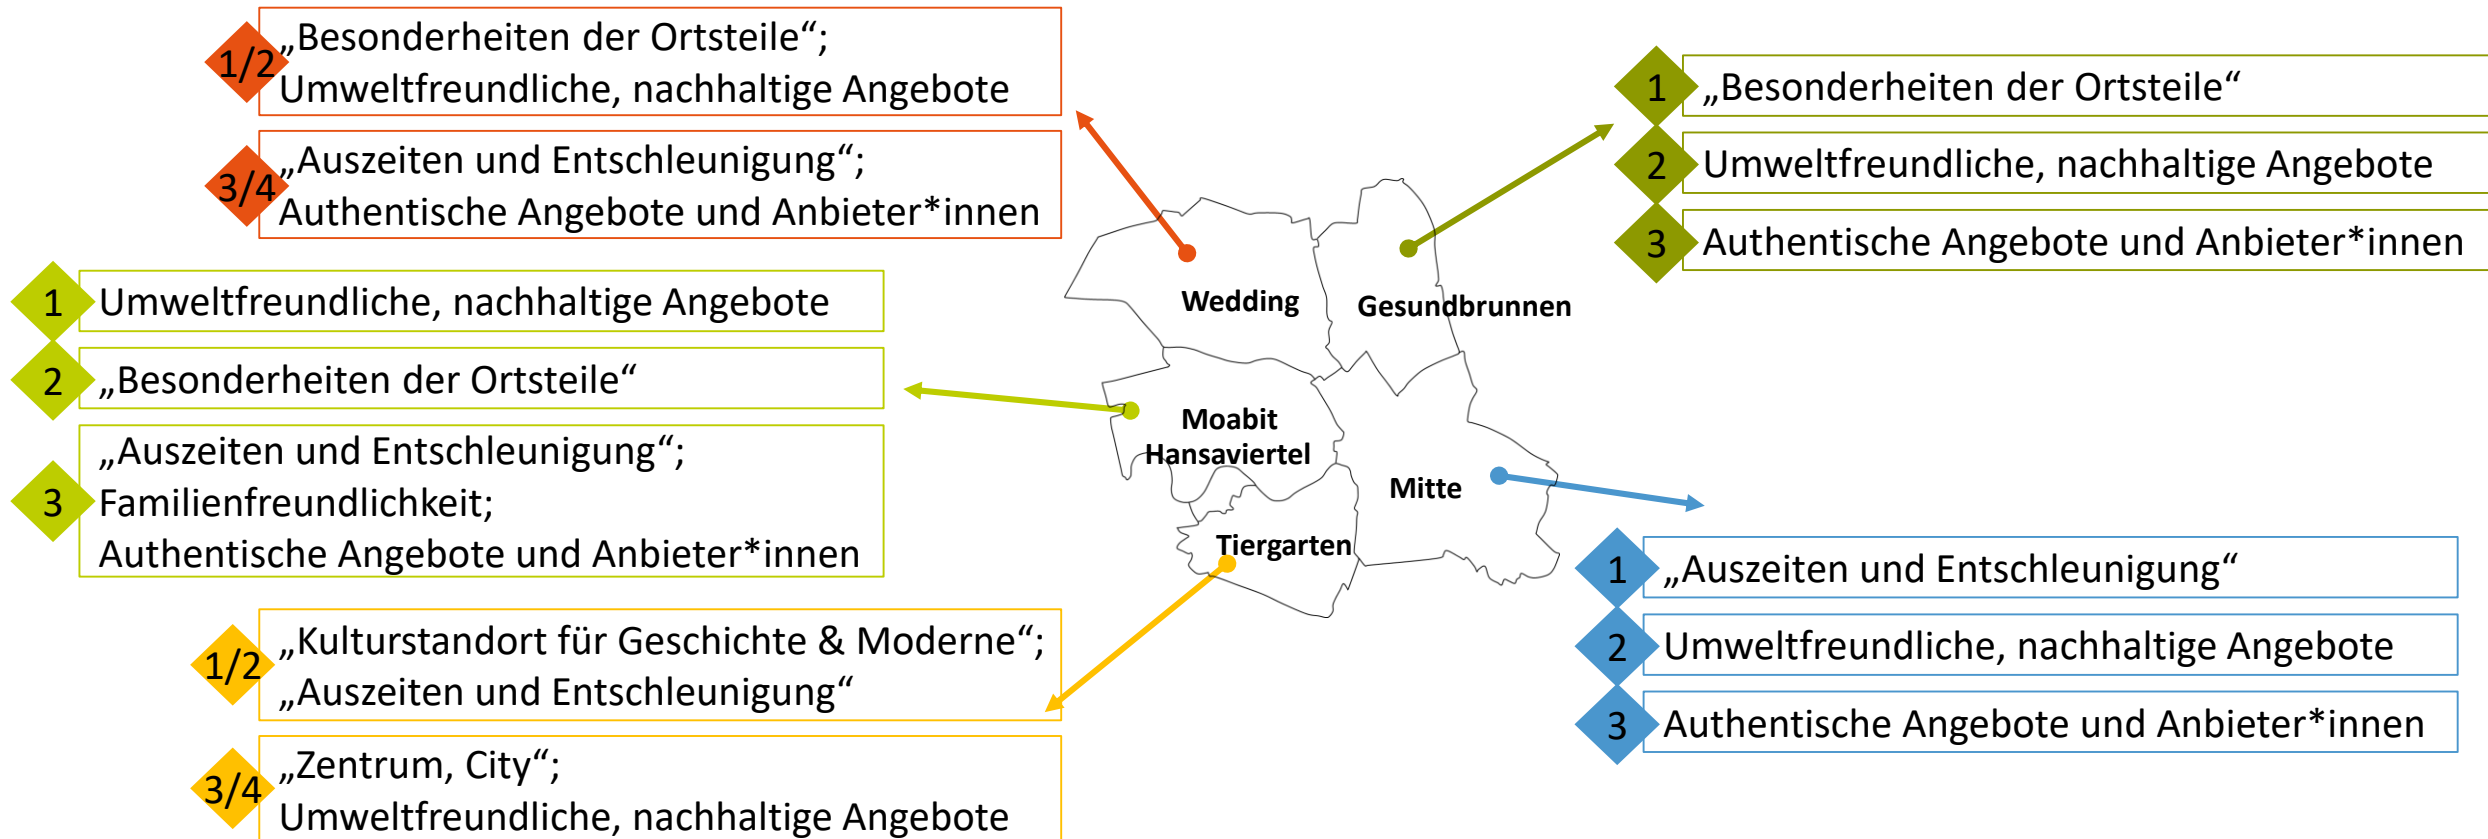 1/2
„Besonderheiten der Ortsteile“;
Umweltfreundliche, nachhaltige Angebote
3/4
„Auszeiten und Entschleunigung“;
Authentische Angebote und Anbieter*innen
1
Umweltfreundliche, nachhaltige Angebote
2
„Besonderheiten der Ortsteile“
3
„Auszeiten und Entschleunigung“;
Familienfreundlichkeit;
Authentische Angebote und Anbieter*innen
1/2
„Kulturstandort für Geschichte & Moderne“;
„Auszeiten und Entschleunigung“
3/4
„Zentrum, City“;
Umweltfreundliche, nachhaltige Angebote
Wedding
Gesundbrunnen
Moabit
Hansaviertel
Mitte
Tiergarten
1
„Besonderheiten der Ortsteile“
2
Umweltfreundliche, nachhaltige Angebote
3
Authentische Angebote und Anbieter*innen
1
„Auszeiten und Entschleunigung“
2
Umweltfreundliche, nachhaltige Angebote
3
Authentische Angebote und Anbieter*innen